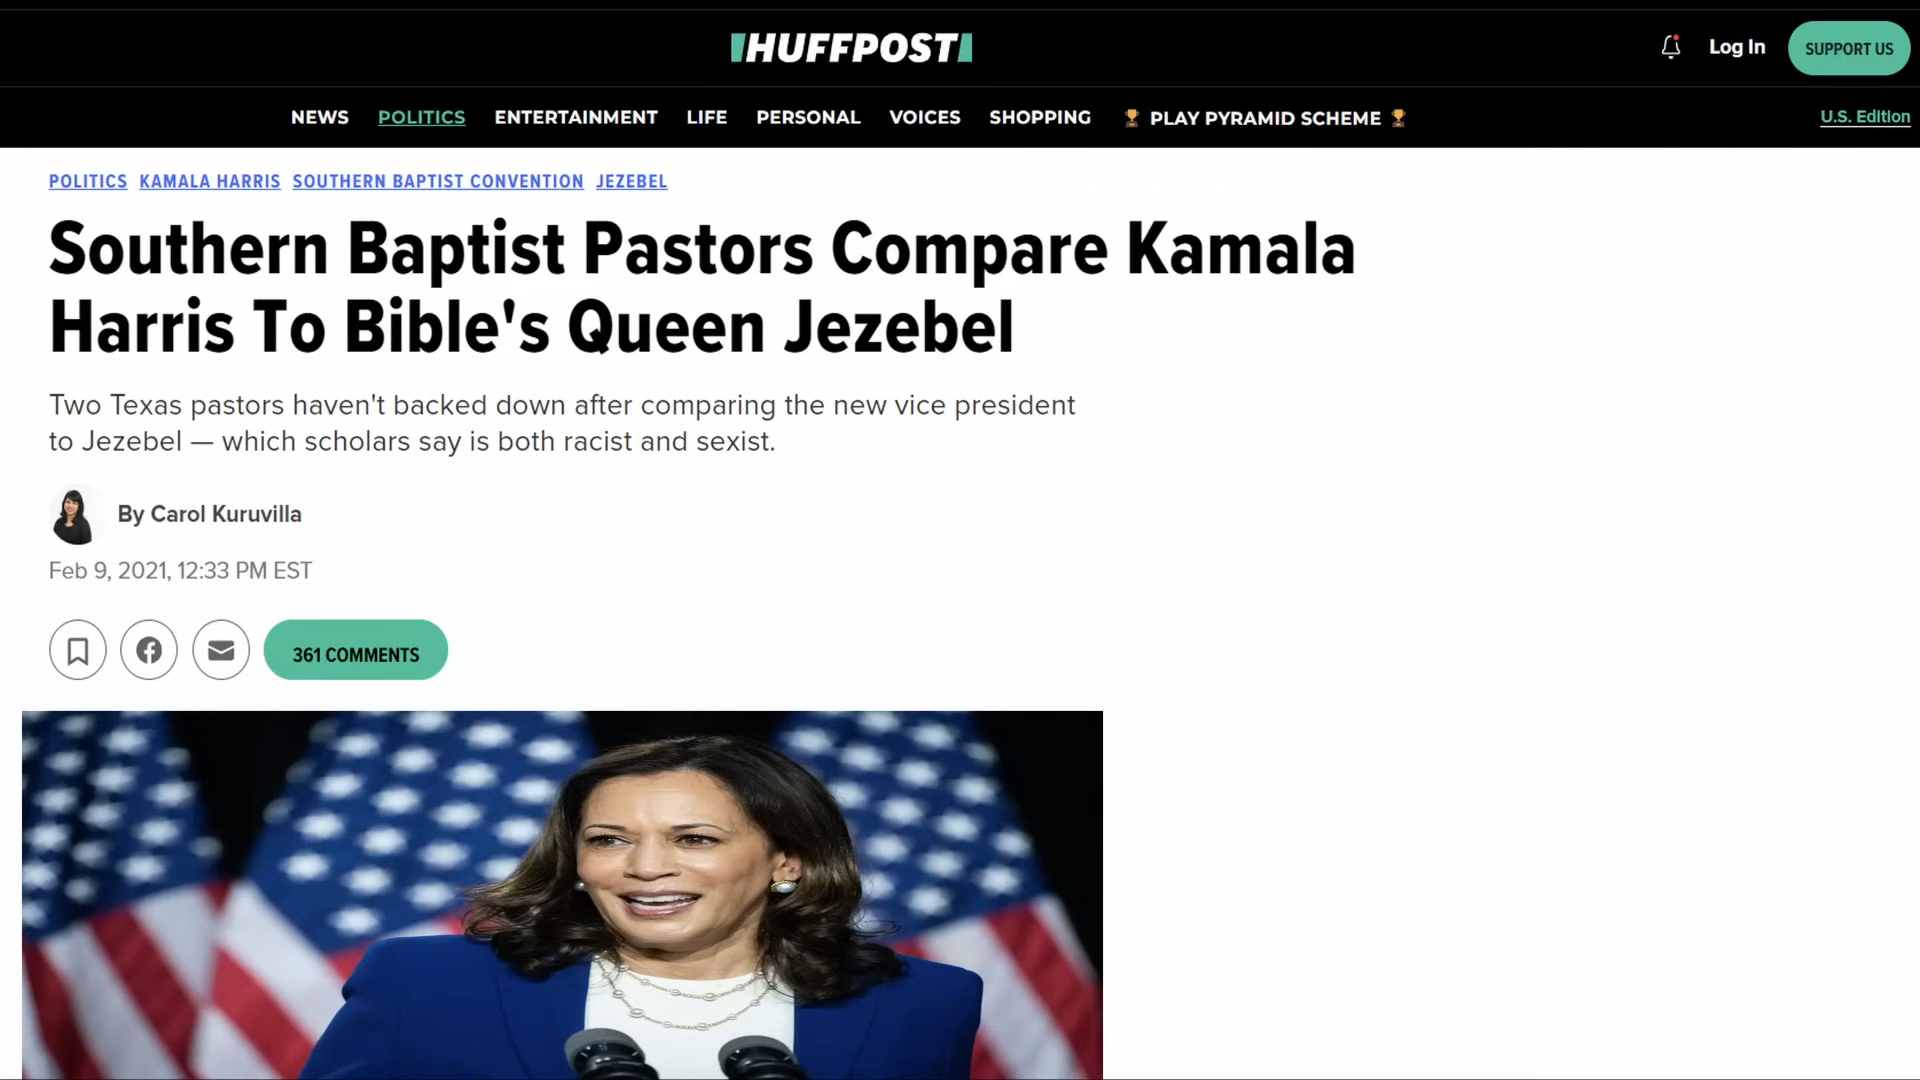 HUFFPOST
Log In
SUPPORT US
NEWS POLITICS ENTERTAINMENT LIFE PERSONAL VOICES SHOPPING PLAY PYRAMID SCHEME
U.S. Edition
POLITICS KAMALA HARRIS SOUTHERN BAPTIST CONVENTION JEZEBEL
Southern Baptist Pastors Compare Kamala
Harris To Bible's Queen Jezebel
Two Texas pastors haven't backed down after comparing the new vice president
to Jezebel — which scholars say is both racist and sexist.
By Carol Kuruvilla
Feb 9, 2021, 12:33 PM EST
361 COMMENTS